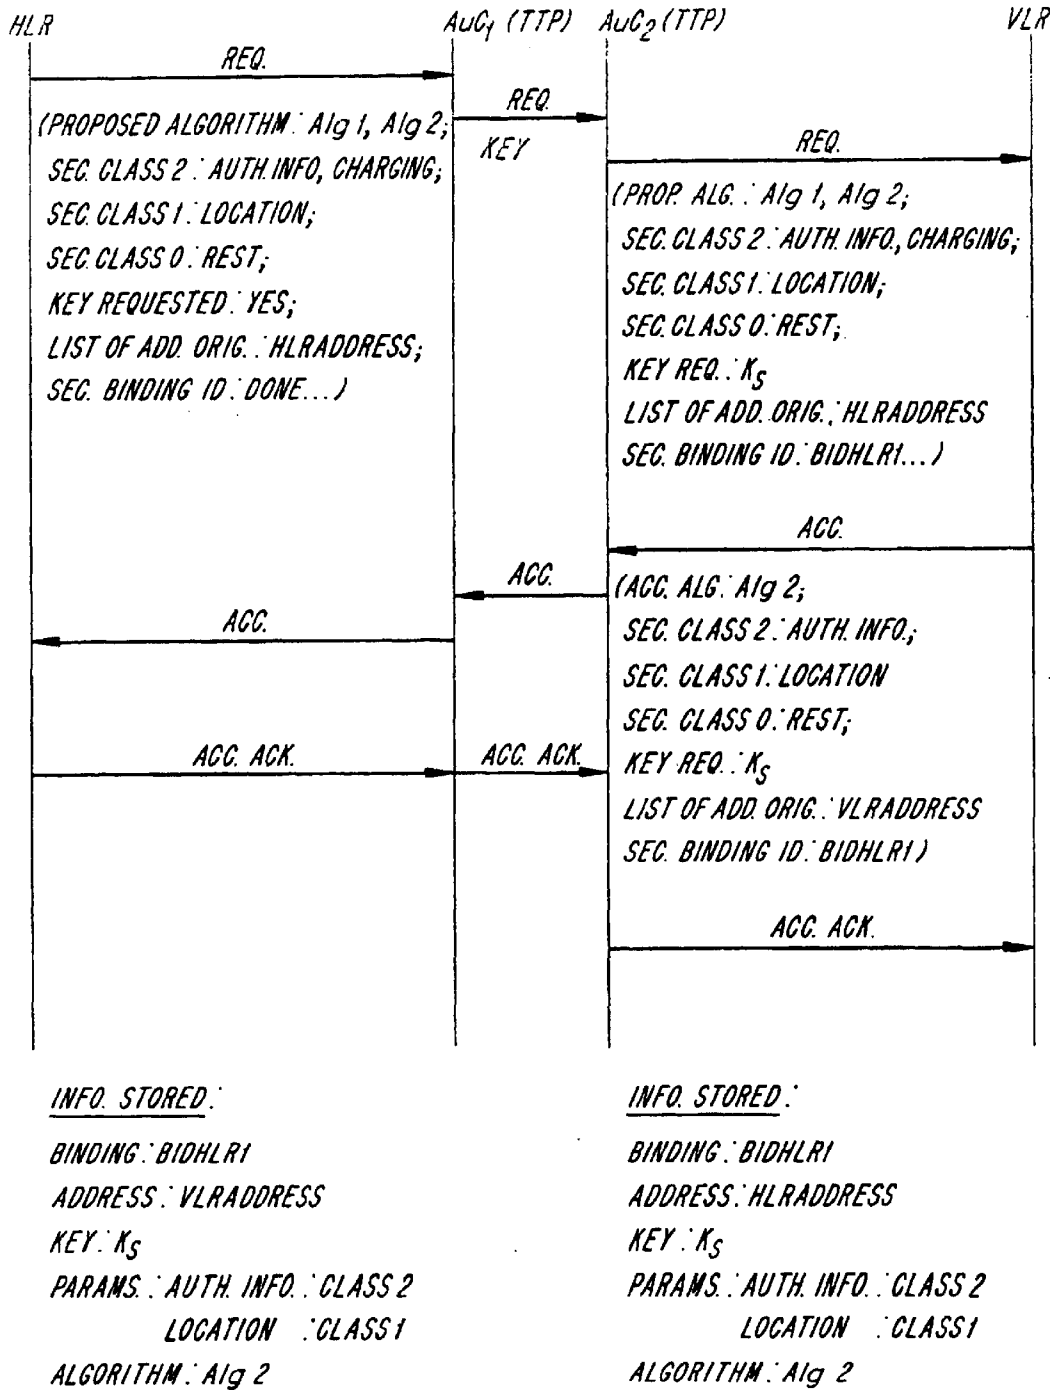 HLR
AuC1 (TTP)
AuC2 (TTP)
VLR
REQ.
(PROPOSED ALGORITHM: Alg 1, Alg 2;
SEC. CLASS 2: AUTH. INFO, CHARGING;
SEC. CLASS 1: LOCATION;
SEC. CLASS 0: REST;
KEY REQUESTED: YES;
LIST OF ADD. ORIG.: HLRADDRESS;
SEC. BINDING ID: DONE...)
REQ.
KEY
REQ.
(PROP. ALG.: Alg 1, Alg 2;
SEC. CLASS 2: AUTH. INFO., CHARGING;
SEC. CLASS 1: LOCATION;
SEC. CLASS 0: REST;
KEY REQ.: KS
LIST OF ADD. ORIG.; HLRADDRESS
SEC. BINDING ID: BIDHLR1...)
ACC.
ACC.
ACC.
(ACC. ALG: Alg 2;
SEC. CLASS 2: AUTH. INFO.;
SEC. CLASS 1: LOCATION
SEC. CLASS 0: REST;
KEY REQ.: KS
LIST OF ADD. ORIG.: VLRADDRESS
SEC. BINDING ID: BIDHLR1)
ACC. ACK.
ACC. ACK.
ACC. ACK.
INFO. STORED:
BINDING: BIDHLR1
ADDRESS: VLRADDRESS
KEY: KS
PARAMS.: AUTH. INFO.: CLASS 2
LOCATION : CLASS 1
ALGORITHM: Alg 2
INFO. STORED:
BINDING: BIDHLR1
ADDRESS: HLRADDRESS
KEY: KS
PARAMS.: AUTH. INFO.: CLASS 2
LOCATION : CLASS 1
ALGORITHM: Alg 2